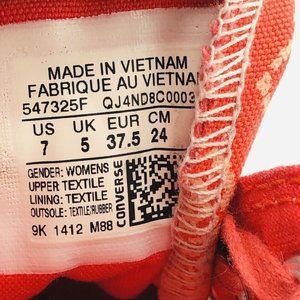 MADE IN VIETNAM
FABRIQUE AU VIETNAM
547325F QJ4ND8C0003
US UK EUR CM
7 5 37.5 24
GENDER: WOMENS
UPPER TEXTILE
LINING: TEXTILE
OUTSOLE: TEXTILE/RUBBER
9K 1412 M88
CONVERSE